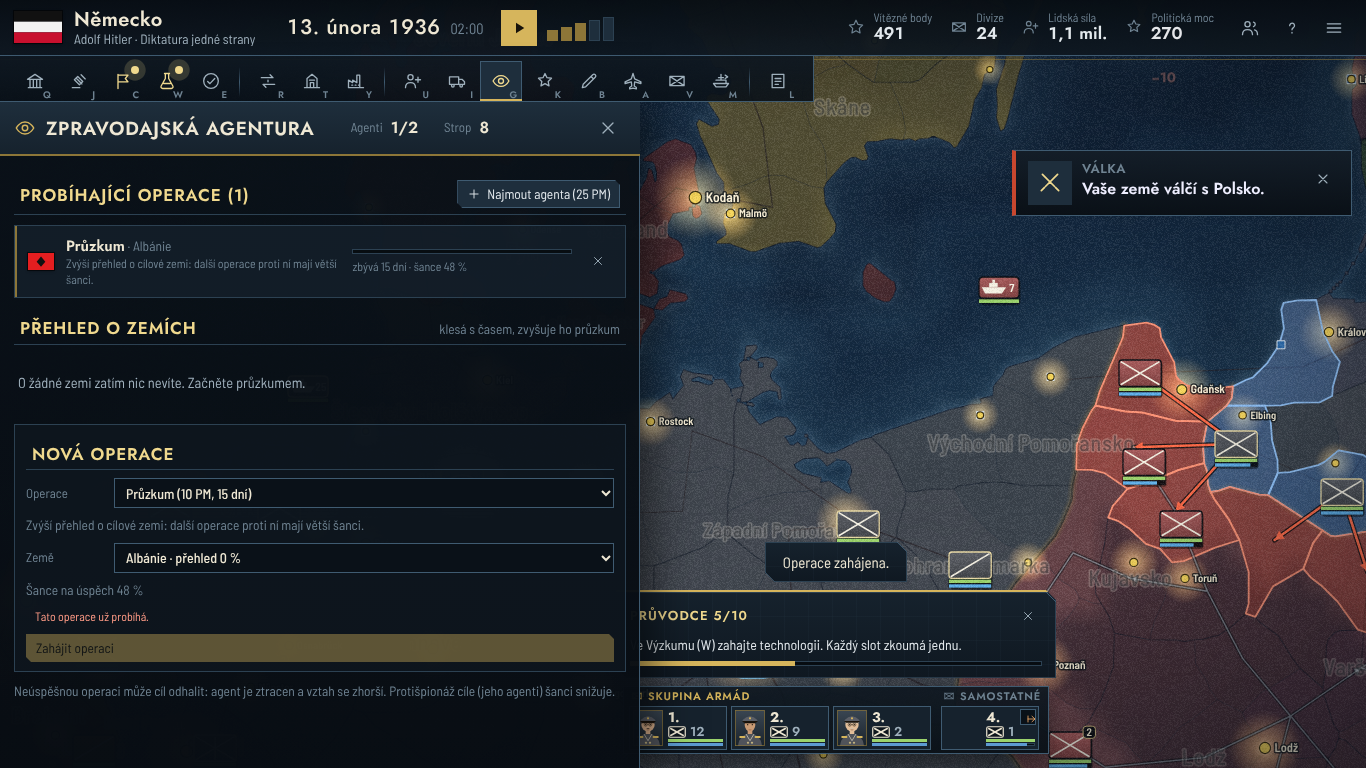 Německo
Adolf Hitler · Diktatura jedné strany
13. února 1936 02:00
Vítězné body
491
Divize
24
Lidská síla
1,1 mil.
Politická moc
270
?
Q J C W E R T Y U I G K B A V M L
ZPRAVODAJSKÁ AGENTURA
Agenti 1/2
Strop 8
PROBÍHAJÍCÍ OPERACE (1)
Najmout agenta (25 PM)
Průzkum · Albánie
Zvýší přehled o cílové zemi: další operace proti ní mají větší
šanci.
zbývá 15 dní · šance 48 %
PŘEHLED O ZEMÍCH
klesá s časem, zvyšuje ho průzkum
O žádné zemi zatím nic nevíte. Začněte průzkumem.
NOVÁ OPERACE
Operace
Průzkum (10 PM, 15 dní)
Zvýší přehled o cílové zemi: další operace proti ní mají větší šanci.
Země
Albánie · přehled 0 %
Šance na úspěch 48 %
Tato operace už probíhá.
Zahájit operaci
Neúspěšnou operaci může cíl odhalit: agent je ztracen a vztah se zhorší. Protišpionáž cíle (jeho agenti) šanci snižuje.
−10
Skåne
VÁLKA
Vaše země válčí s Polsko.
Kodaň
Malmö
7
Gdaňsk
Elbing
Rostock
Východní Pomořansko
Operace zahájena.
Kujavsko
Toruň
RŮVODCE 5/10
e Výzkumu (W) zahajte technologii. Každý slot zkoumá jednu.
Poznaň
SKUPINA ARMÁD
SAMOSTATNÉ
1.
12
2.
9
3.
2
4.
1
2
Lodž
Lodž